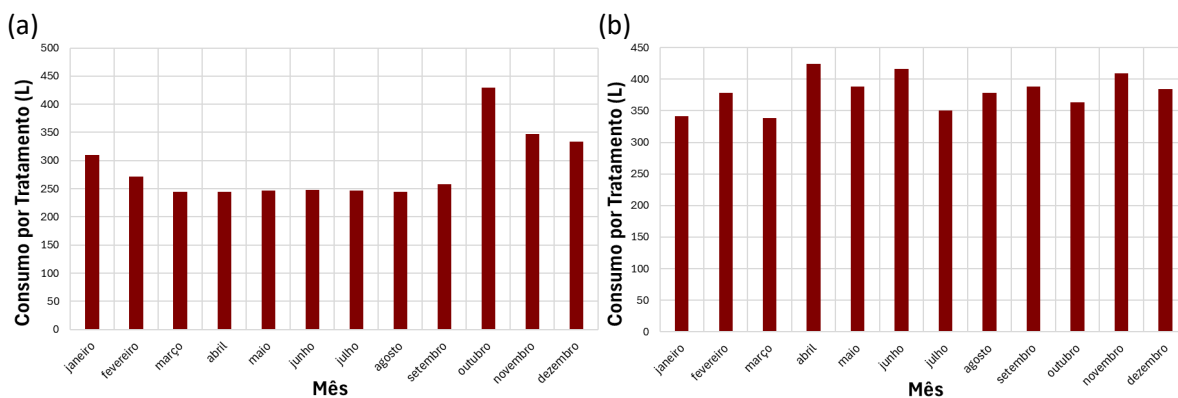 (a)
Consumo por Tratamento (L)
500
450
400
350
300
250
200
150
100
50
0
janeiro
fevereiro
março
abril
maio
junho
julho
agosto
setembro
outubro
novembro
dezembro
Mês
(b)
Consumo por Tratamento (L)
450
400
350
300
250
200
150
100
50
0
janeiro
fevereiro
março
abril
maio
junho
julho
agosto
setembro
outubro
novembro
dezembro
Mês